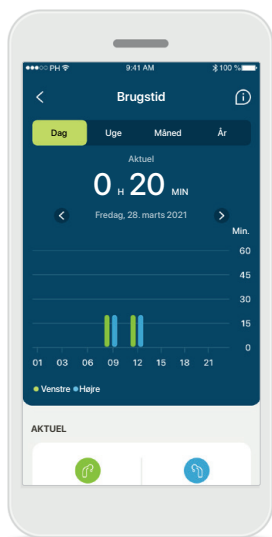 PH 9:41 AM 100 %
Brugstid
Dag Uge Måned År
Aktuel
0 H 20 MIN
Fredag, 28. marts 2021
Min.
60
45
30
15
0
01 03 06 09 12 15 18 21
Venstre Højre
AKTUEL